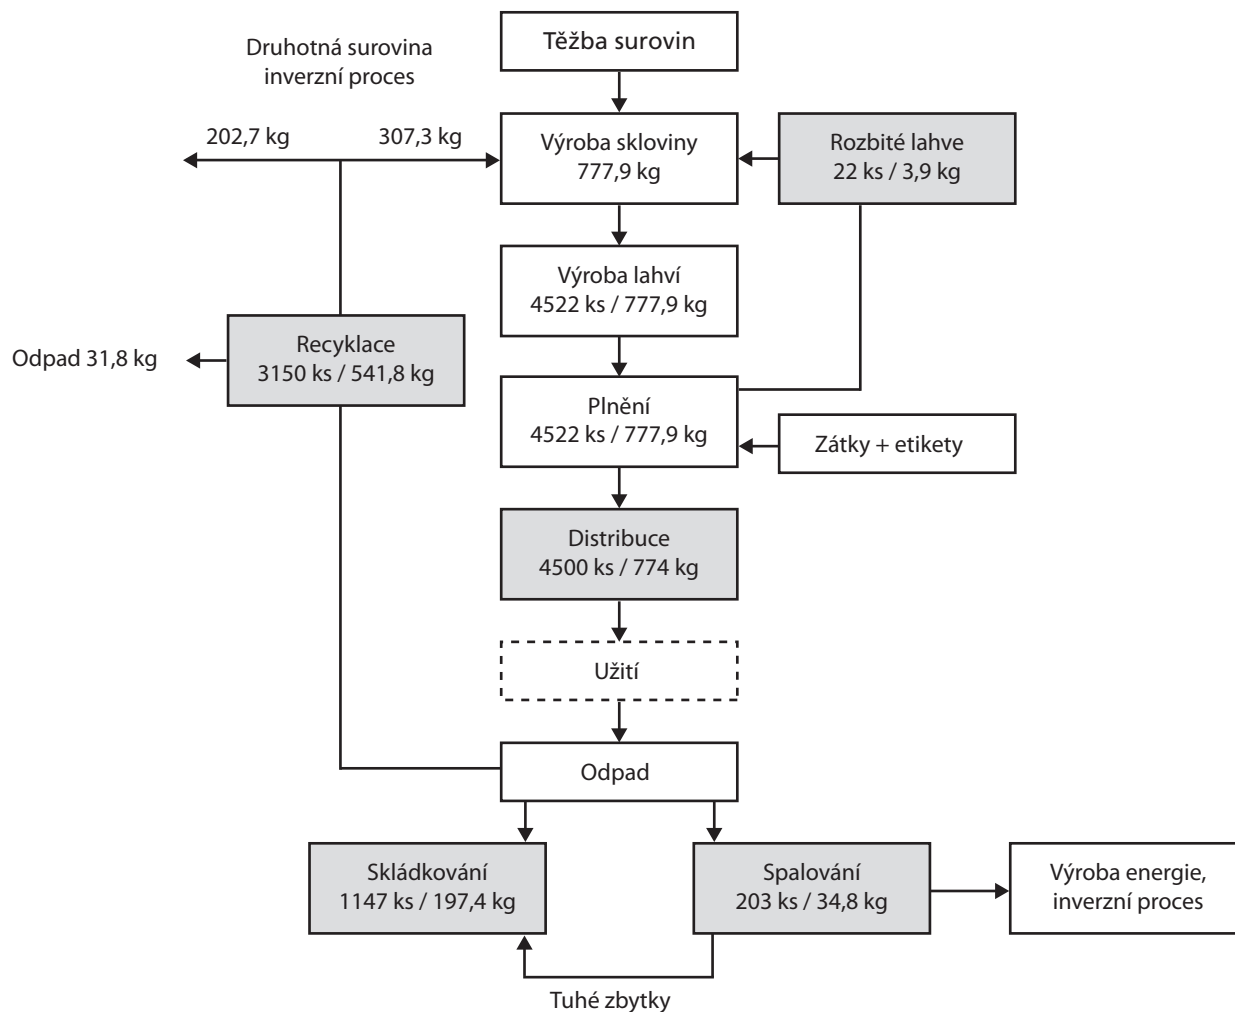 Těžba surovin
Druhotná surovina
inverzní proces
202,7 kg
307,3 kg
Výroba skloviny
777,9 kg
Rozbité lahve
22 ks / 3,9 kg
Výroba lahví
4522 ks / 777,9 kg
Odpad 31,8 kg
Recyklace
3150 ks / 541,8 kg
Plnění
4522 ks / 777,9 kg
Zátky + etikety
Distribuce
4500 ks / 774 kg
Užití
Odpad
Skládkování
1147 ks / 197,4 kg
Spalování
203 ks / 34,8 kg
Výroba energie,
inverzní proces
Tuhé zbytky